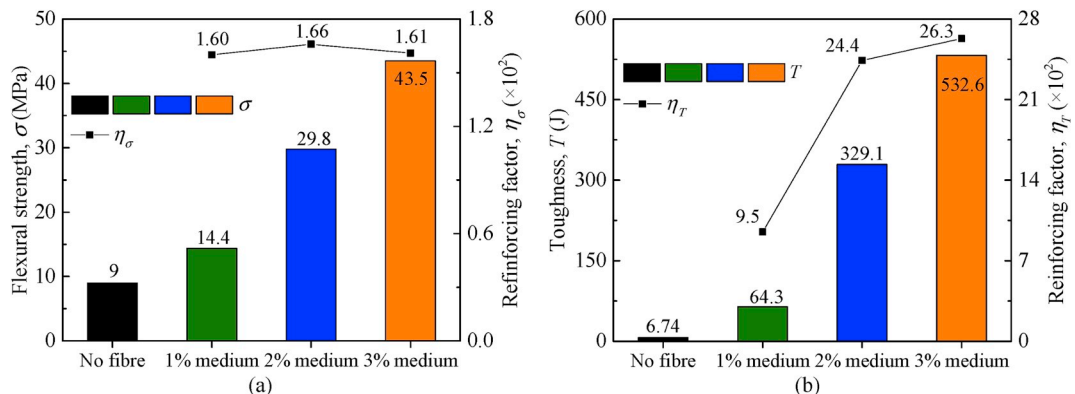 50
40
30
20
10
0
Flexural strength, σ (MPa)
1.60
1.66
1.61
43.5
σ
η_σ
29.8
14.4
9
1.8
1.2
0.6
0.0
Refinforcing factor, η_σ (×10²)
No fibre 1% medium 2% medium 3% medium
(a)
600
450
300
150
0
Toughness, T (J)
26.3
24.4
T
532.6
η_T
329.1
9.5
64.3
6.74
28
21
14
7
0
Reinforcing factor, η_T (×10²)
No fibre 1% medium 2% medium 3% medium
(b)